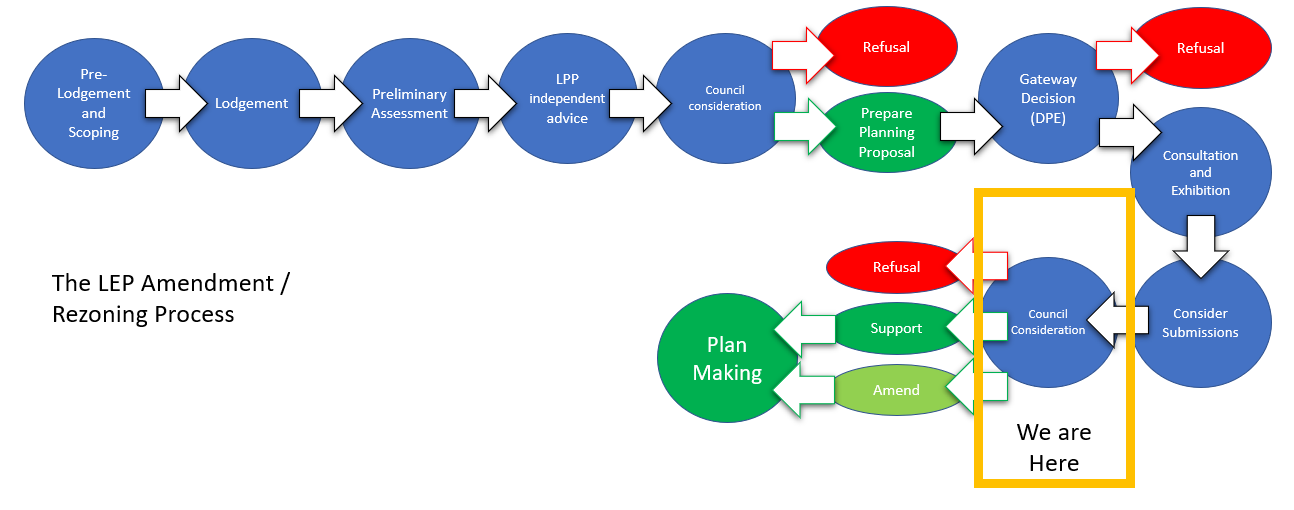 Pre-
Lodgement
and
Scoping
Lodgement
Preliminary
Assessment
LPP
independent
advice
Council
consideration
Refusal
Prepare
Planning
Proposal
Gateway
Decision
(DPE)
Refusal
Consultation
and
Exhibition
Consider
Submissions
Council
Consideration
Refusal
Support
Amend
Plan
Making
We are
Here
The LEP Amendment /
Rezoning Process